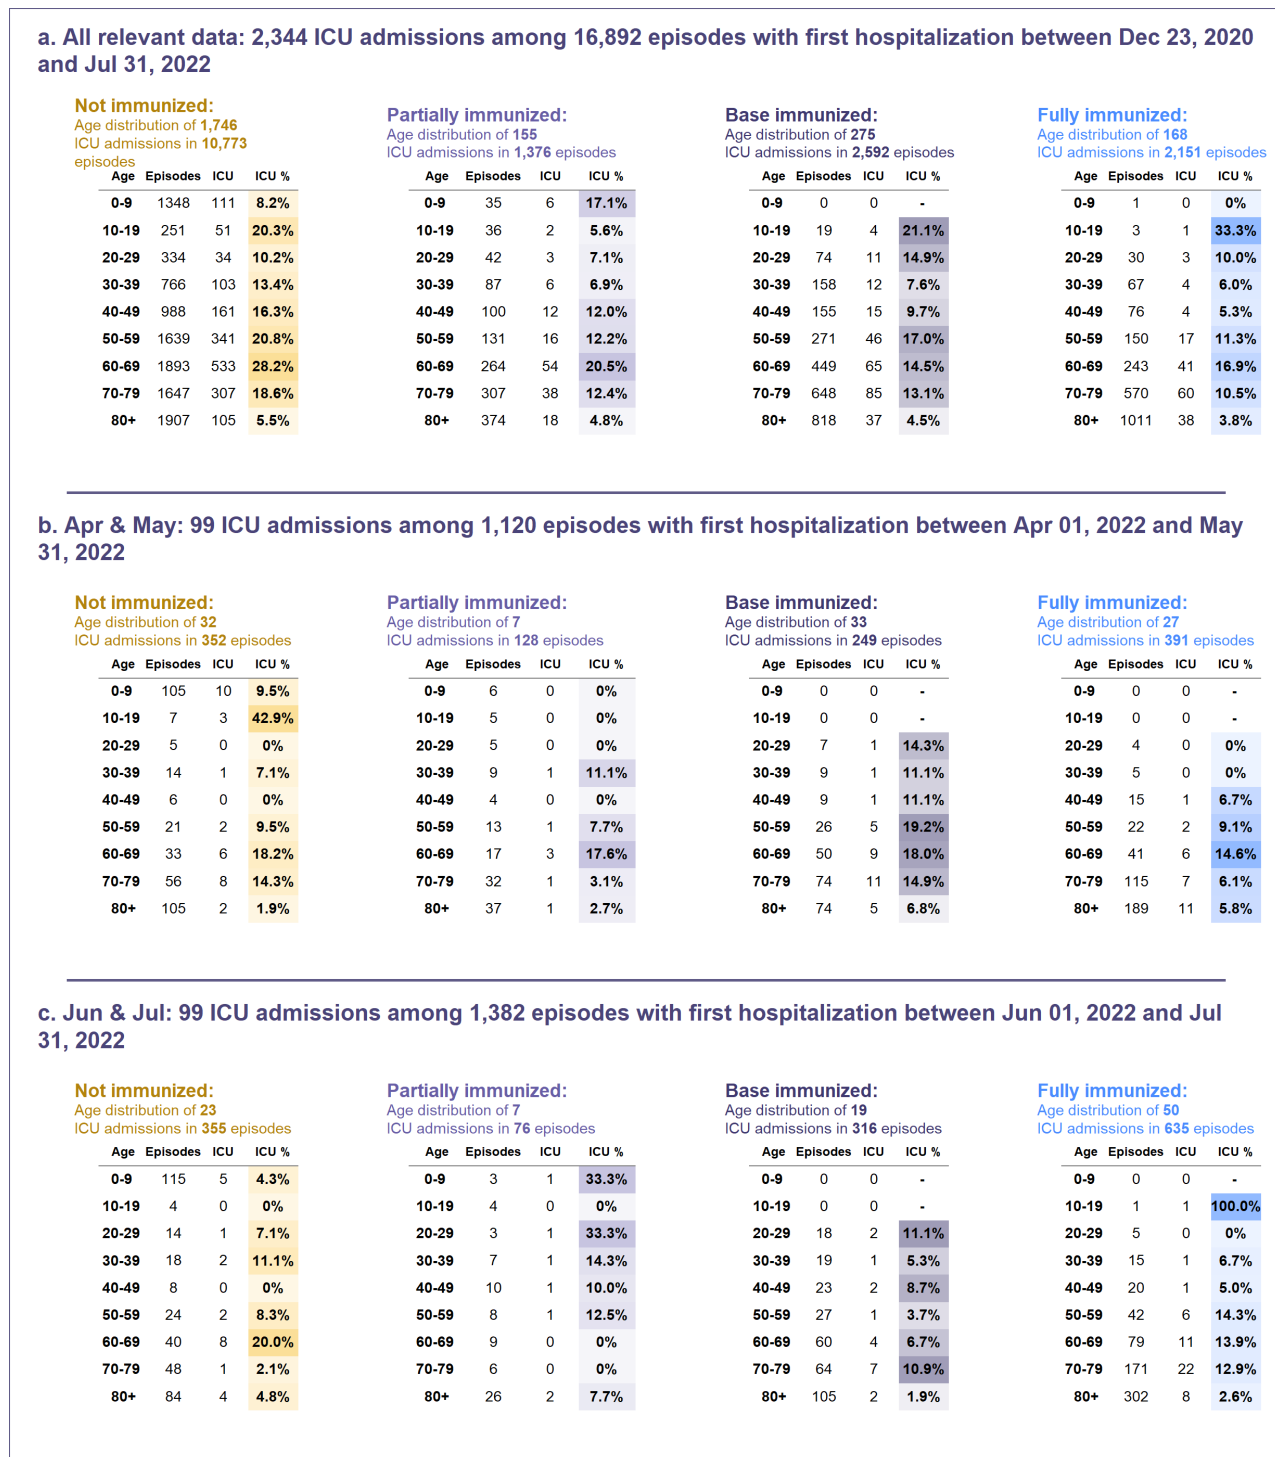 a. All relevant data: 2,344 ICU admissions among 16,892 episodes with first hospitalization between Dec 23, 2020
and Jul 31, 2022
Not immunized:
Age distribution of 1,746
ICU admissions in 10,773
episodes
Age Episodes ICU ICU %
0-9 1348 111 8.2%
10-19 251 51 20.3%
20-29 334 34 10.2%
30-39 766 103 13.4%
40-49 988 161 16.3%
50-59 1639 341 20.8%
60-69 1893 533 28.2%
70-79 1647 307 18.6%
80+ 1907 105 5.5%
Partially immunized:
Age distribution of 155
ICU admissions in 1,376 episodes
Age Episodes ICU ICU %
0-9 35 6 17.1%
10-19 36 2 5.6%
20-29 42 3 7.1%
30-39 87 6 6.9%
40-49 100 12 12.0%
50-59 131 16 12.2%
60-69 264 54 20.5%
70-79 307 38 12.4%
80+ 374 18 4.8%
Base immunized:
Age distribution of 275
ICU admissions in 2,592 episodes
Age Episodes ICU ICU %
0-9 0 0 -
10-19 19 4 21.1%
20-29 74 11 14.9%
30-39 158 12 7.6%
40-49 155 15 9.7%
50-59 271 46 17.0%
60-69 449 65 14.5%
70-79 648 85 13.1%
80+ 818 37 4.5%
Fully immunized:
Age distribution of 168
ICU admissions in 2,151 episodes
Age Episodes ICU ICU %
0-9 1 0 0%
10-19 3 1 33.3%
20-29 30 3 10.0%
30-39 67 4 6.0%
40-49 76 4 5.3%
50-59 150 17 11.3%
60-69 243 41 16.9%
70-79 570 60 10.5%
80+ 1011 38 3.8%
b. Apr & May: 99 ICU admissions among 1,120 episodes with first hospitalization between Apr 01, 2022 and May
31, 2022
Not immunized:
Age distribution of 32
ICU admissions in 352 episodes
Age Episodes ICU ICU %
0-9 105 10 9.5%
10-19 7 3 42.9%
20-29 5 0 0%
30-39 14 1 7.1%
40-49 6 0 0%
50-59 21 2 9.5%
60-69 33 6 18.2%
70-79 56 8 14.3%
80+ 105 2 1.9%
Partially immunized:
Age distribution of 7
ICU admissions in 128 episodes
Age Episodes ICU ICU %
0-9 6 0 0%
10-19 5 0 0%
20-29 5 0 0%
30-39 9 1 11.1%
40-49 4 0 0%
50-59 13 1 7.7%
60-69 17 3 17.6%
70-79 32 1 3.1%
80+ 37 1 2.7%
Base immunized:
Age distribution of 33
ICU admissions in 249 episodes
Age Episodes ICU ICU %
0-9 0 0 -
10-19 0 0 -
20-29 7 1 14.3%
30-39 9 1 11.1%
40-49 9 1 11.1%
50-59 26 5 19.2%
60-69 50 9 18.0%
70-79 74 11 14.9%
80+ 74 5 6.8%
Fully immunized:
Age distribution of 27
ICU admissions in 391 episodes
Age Episodes ICU ICU %
0-9 0 0 -
10-19 0 0 -
20-29 4 0 0%
30-39 5 0 0%
40-49 15 1 6.7%
50-59 22 2 9.1%
60-69 41 6 14.6%
70-79 115 7 6.1%
80+ 189 11 5.8%
c. Jun & Jul: 99 ICU admissions among 1,382 episodes with first hospitalization between Jun 01, 2022 and Jul
31, 2022
Not immunized:
Age distribution of 23
ICU admissions in 355 episodes
Age Episodes ICU ICU %
0-9 115 5 4.3%
10-19 4 0 0%
20-29 14 1 7.1%
30-39 18 2 11.1%
40-49 8 0 0%
50-59 24 2 8.3%
60-69 40 8 20.0%
70-79 48 1 2.1%
80+ 84 4 4.8%
Partially immunized:
Age distribution of 7
ICU admissions in 76 episodes
Age Episodes ICU ICU %
0-9 3 1 33.3%
10-19 4 0 0%
20-29 3 1 33.3%
30-39 7 1 14.3%
40-49 10 1 10.0%
50-59 8 1 12.5%
60-69 9 0 0%
70-79 6 0 0%
80+ 26 2 7.7%
Base immunized:
Age distribution of 19
ICU admissions in 316 episodes
Age Episodes ICU ICU %
0-9 0 0 -
10-19 0 0 -
20-29 18 2 11.1%
30-39 19 1 5.3%
40-49 23 2 8.7%
50-59 27 1 3.7%
60-69 60 4 6.7%
70-79 64 7 10.9%
80+ 105 2 1.9%
Fully immunized:
Age distribution of 50
ICU admissions in 635 episodes
Age Episodes ICU ICU %
0-9 0 0 -
10-19 1 1 100.0%
20-29 5 0 0%
30-39 15 1 6.7%
40-49 20 1 5.0%
50-59 42 6 14.3%
60-69 79 11 13.9%
70-79 171 22 12.9%
80+ 302 8 2.6%